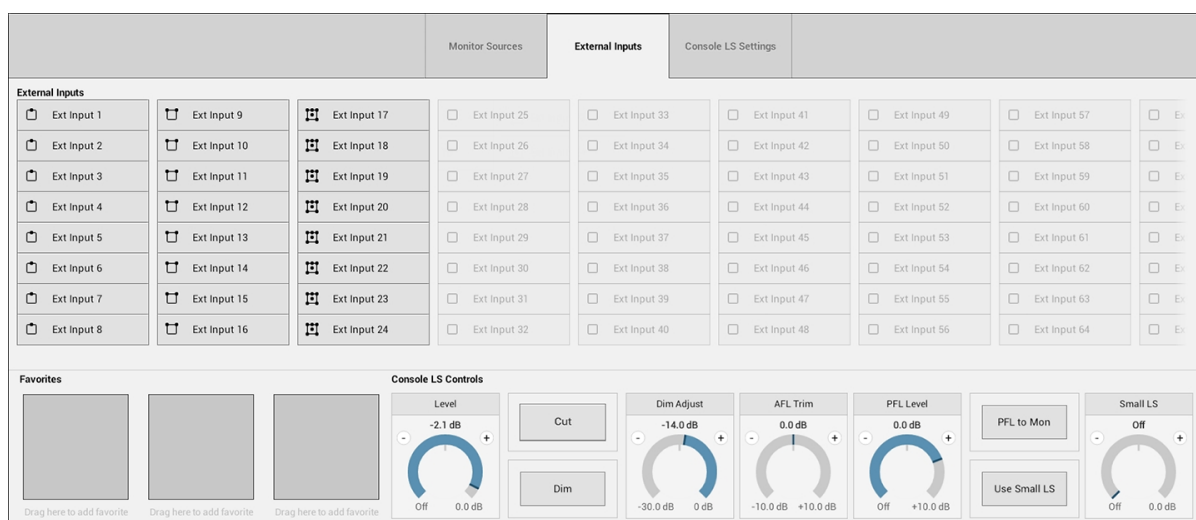 Monitor Sources External Inputs Console LS Settings
External Inputs
Ext Input 1 Ext Input 9 Ext Input 17 Ext Input 25 Ext Input 33 Ext Input 41 Ext Input 49 Ext Input 57 Ex
Ext Input 2 Ext Input 10 Ext Input 18 Ext Input 26 Ext Input 34 Ext Input 42 Ext Input 50 Ext Input 58 Ex
Ext Input 3 Ext Input 11 Ext Input 19 Ext Input 27 Ext Input 35 Ext Input 43 Ext Input 51 Ext Input 59 Ex
Ext Input 4 Ext Input 12 Ext Input 20 Ext Input 28 Ext Input 36 Ext Input 44 Ext Input 52 Ext Input 60 Ex
Ext Input 5 Ext Input 13 Ext Input 21 Ext Input 29 Ext Input 37 Ext Input 45 Ext Input 53 Ext Input 61 Ex
Ext Input 6 Ext Input 14 Ext Input 22 Ext Input 30 Ext Input 38 Ext Input 46 Ext Input 54 Ext Input 62 Ex
Ext Input 7 Ext Input 15 Ext Input 23 Ext Input 31 Ext Input 39 Ext Input 47 Ext Input 55 Ext Input 63 Ex
Ext Input 8 Ext Input 16 Ext Input 24 Ext Input 32 Ext Input 40 Ext Input 48 Ext Input 56 Ext Input 64 Ex
Favorites
Drag here to add favorite Drag here to add favorite Drag here to add favorite
Console LS Controls
Level
-2.1 dB
- +
Off 0.0 dB
Cut
Dim
Dim Adjust
-14.0 dB
- +
-30.0 dB 0 dB
AFL Trim
0.0 dB
- +
-10.0 dB +10.0 dB
PFL Level
0.0 dB
- +
Off +10.0 dB
PFL to Mon
Use Small LS
Small LS
Off
- +
Off 0.0 dB